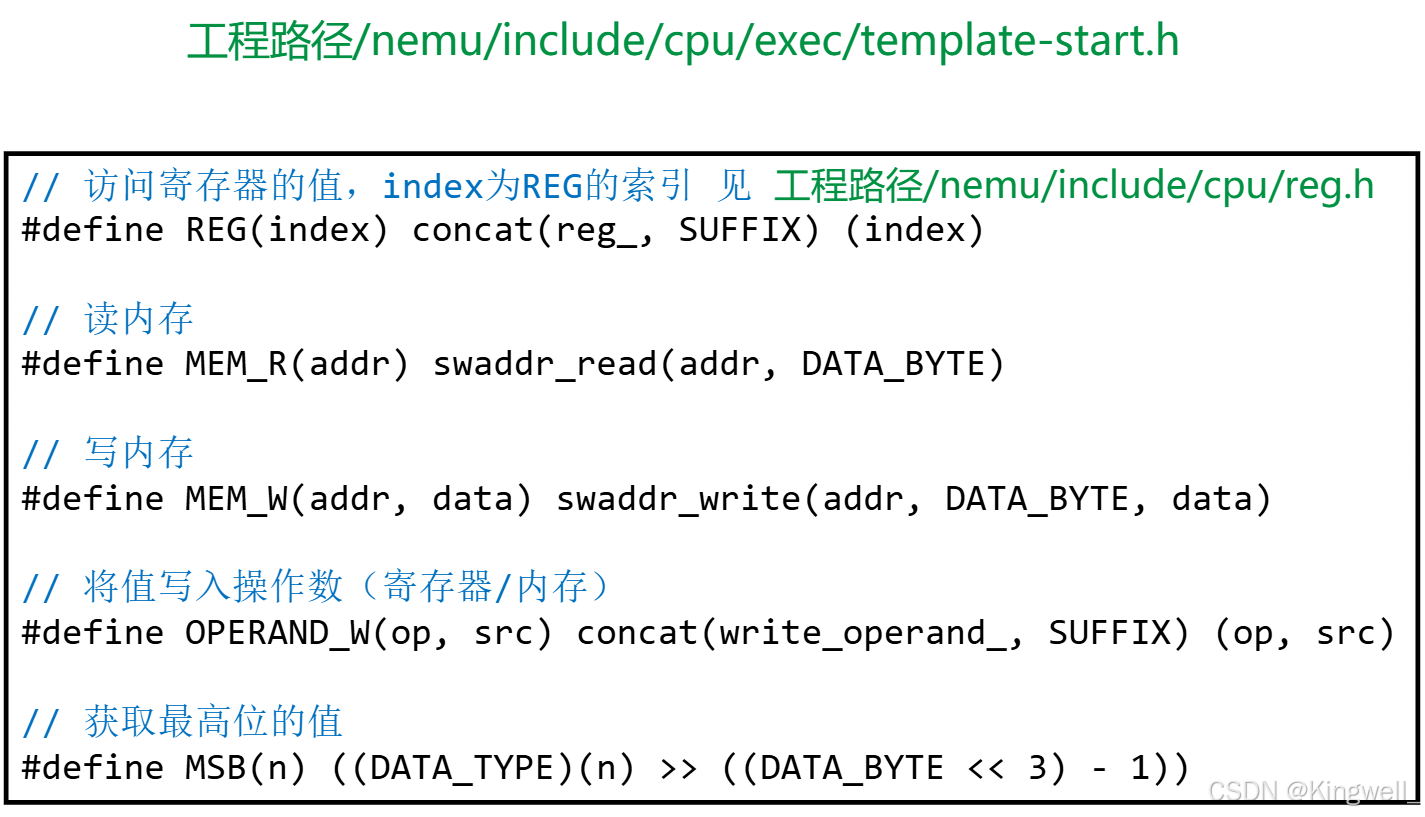 工程路径/nemu/include/cpu/exec/template-start.h
// 访问寄存器的值，index为REG的索引 见 工程路径/nemu/include/cpu/reg.h
#define REG(index) concat(reg_, SUFFIX) (index)
// 读内存
#define MEM_R(addr) swaddr_read(addr, DATA_BYTE)
// 写内存
#define MEM_W(addr, data) swaddr_write(addr, DATA_BYTE, data)
// 将值写入操作数（寄存器/内存）
#define OPERAND_W(op, src) concat(write_operand_, SUFFIX) (op, src)
// 获取最高位的值
#define MSB(n) ((DATA_TYPE)(n) >> ((DATA_BYTE << 3) - 1))
CSDN @Kingwell_